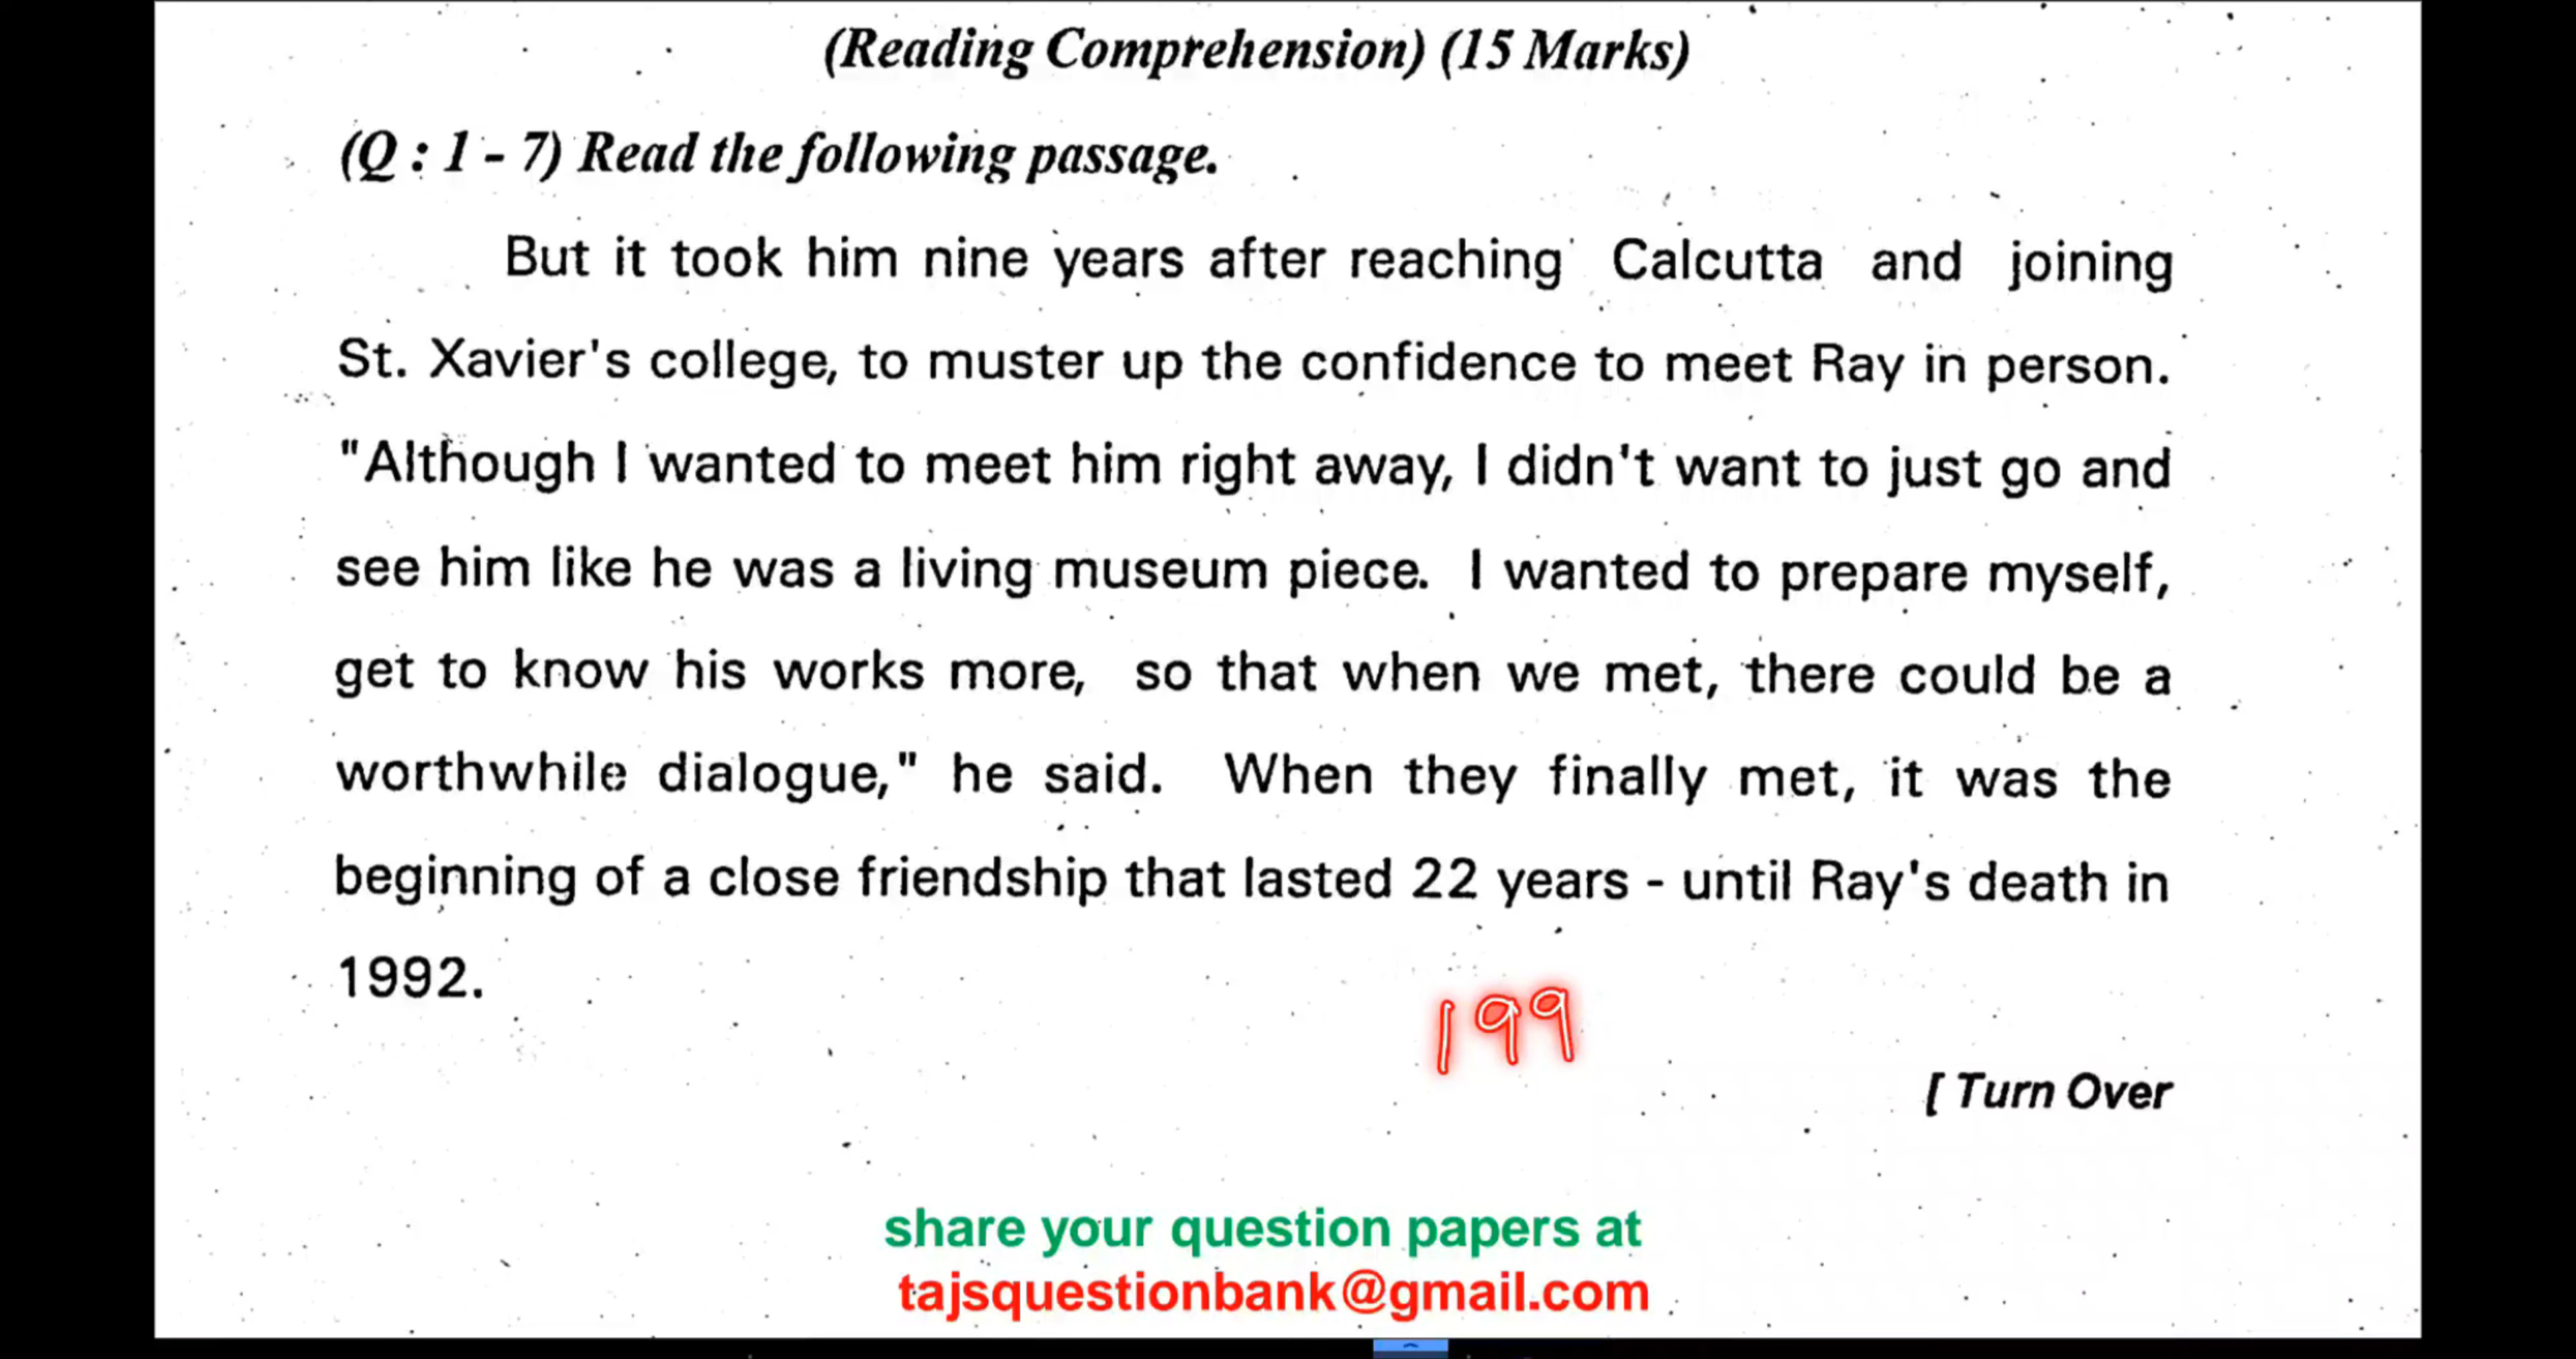 (Reading Comprehension) (15 Marks)
(Q : 1 - 7) Read the following passage.
But it took him nine years after reaching Calcutta and joining
St. Xavier's college, to muster up the confidence to meet Ray in person.
"Although I wanted to meet him right away, I didn't want to just go and
see him like he was a living museum piece. I wanted to prepare myself,
get to know his works more, so that when we met, there could be a
worthwhile dialogue," he said. When they finally met, it was the
beginning of a close friendship that lasted 22 years - until Ray's death in
1992.
199
[ Turn Over
share your question papers at
tajsquestionbank@gmail.com